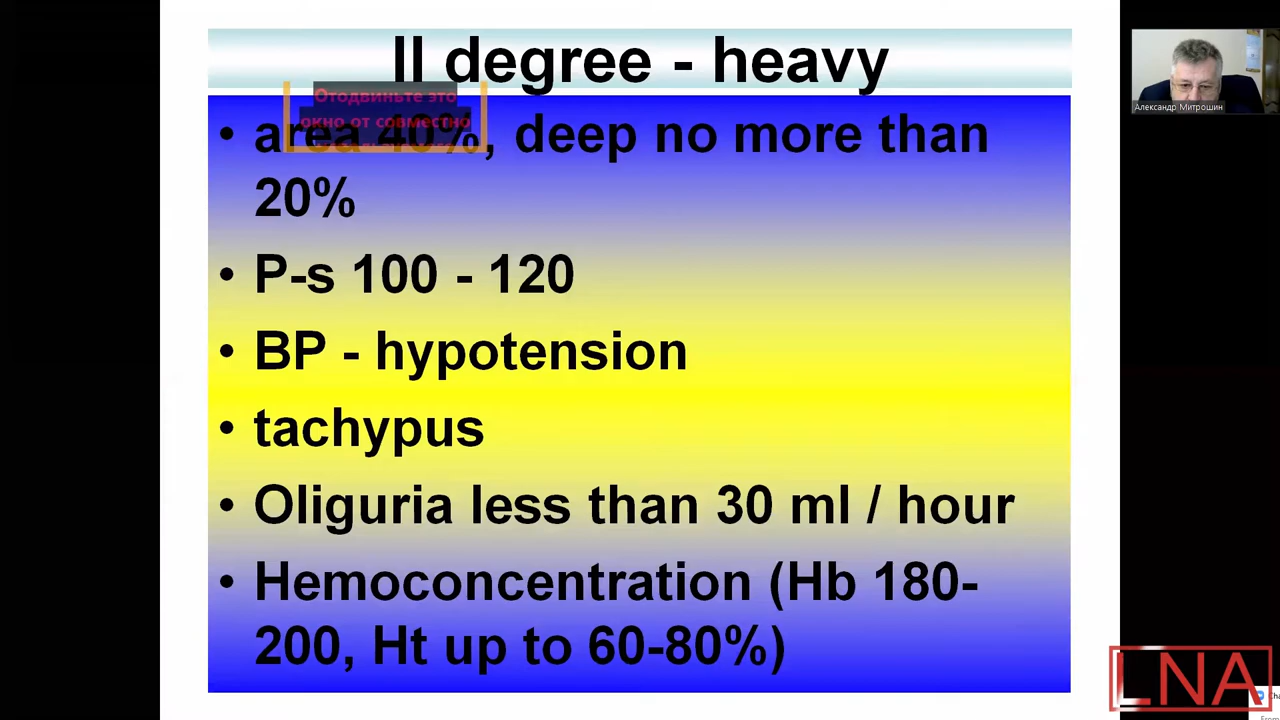 II degree - heavy
Отодвиньте это
окно от совместно
• area 40%, deep no more than
20%
• P-s 100 - 120
• BP - hypotension
• tachypus
• Oliguria less than 30 ml / hour
• Hemoconcentration (Hb 180-
200, Ht up to 60-80%)
Александр Митрошин
LNA
Cha
From